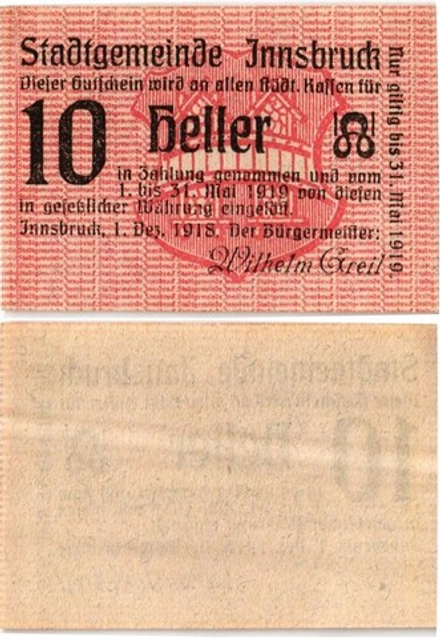 Stadtgemeinde Innsbruck
Dieser Gutschein wird an allen städt. Kassen für
10 Heller
in Zahlung genommen und vom
1. bis 31. Mai 1919 von diesen
in gesetzlicher Währung eingelöst.
Innsbruck, 1. Dez. 1918. Der Bürgermeister:
Wilhelm Greil
Nur giltig bis 31. Mai 1919.